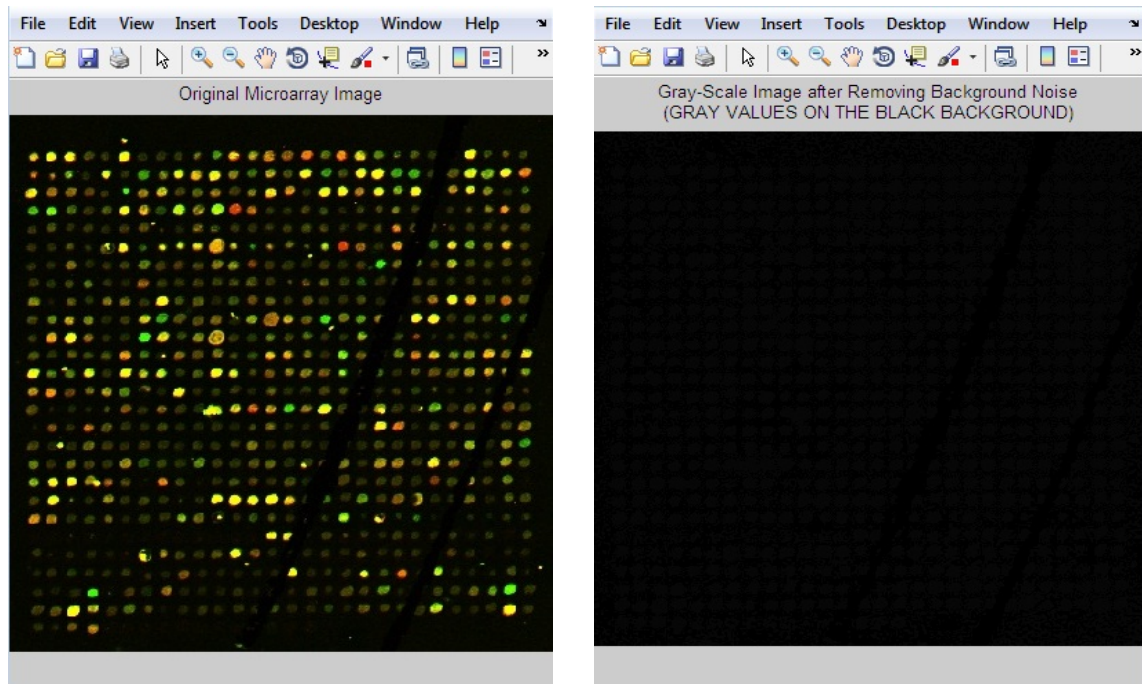 File Edit View Insert Tools Desktop Window Help
»
Original Microarray Image
File Edit View Insert Tools Desktop Window Help
»
Gray-Scale Image after Removing Background Noise
(GRAY VALUES ON THE BLACK BACKGROUND)